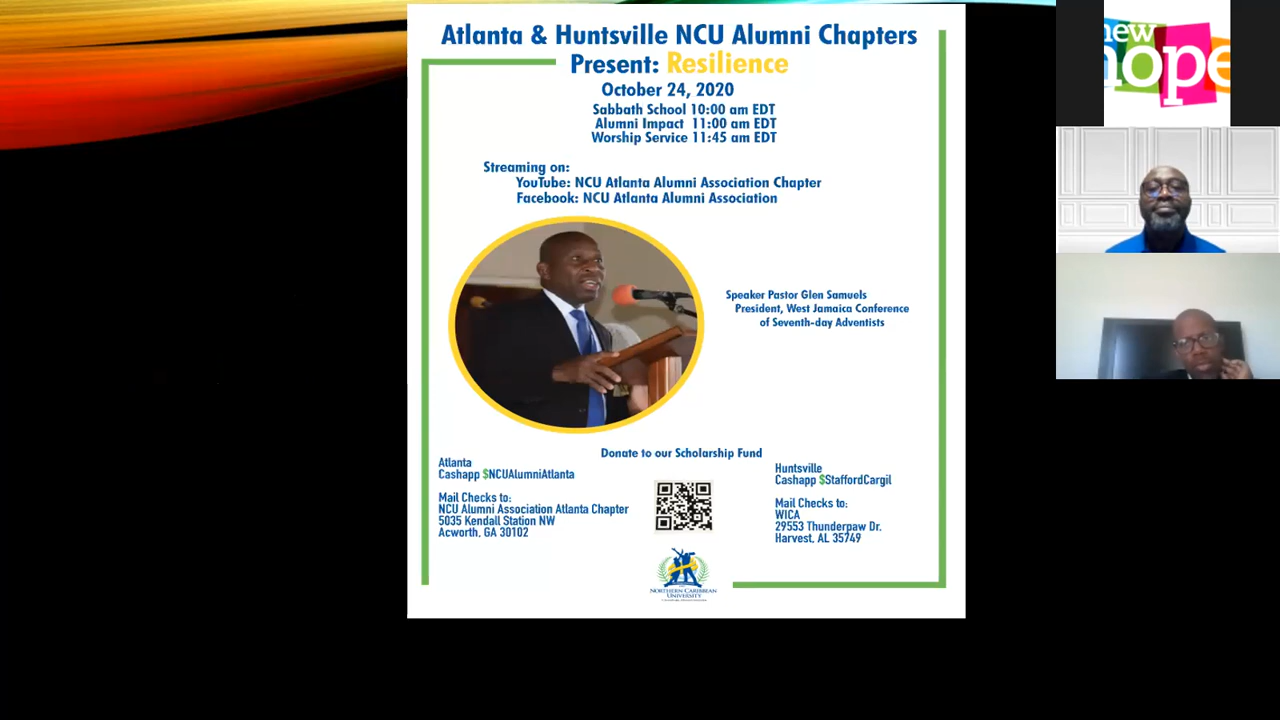 Atlanta & Huntsville NCU Alumni Chapters
Present: Resilience
October 24, 2020
Sabbath School 10:00 am EDT
Alumni Impact 11:00 am EDT
Worship Service 11:45 am EDT
Streaming on:
YouTube: NCU Atlanta Alumni Association Chapter
Facebook: NCU Atlanta Alumni Association
Speaker Pastor Glen Samuels
President, West Jamaica Conference
of Seventh-day Adventists
Donate to our Scholarship Fund
Atlanta
Cashapp $NCUAlumniAtlanta
Mail Checks to:
NCU Alumni Association Atlanta Chapter
5035 Kendall Station NW
Acworth, GA 30102
Huntsville
Cashapp $StaffordCargil
Mail Checks to:
WICA
29553 Thunderpaw Dr.
Harvest, AL 35749
Northern Caribbean
University
new
hope